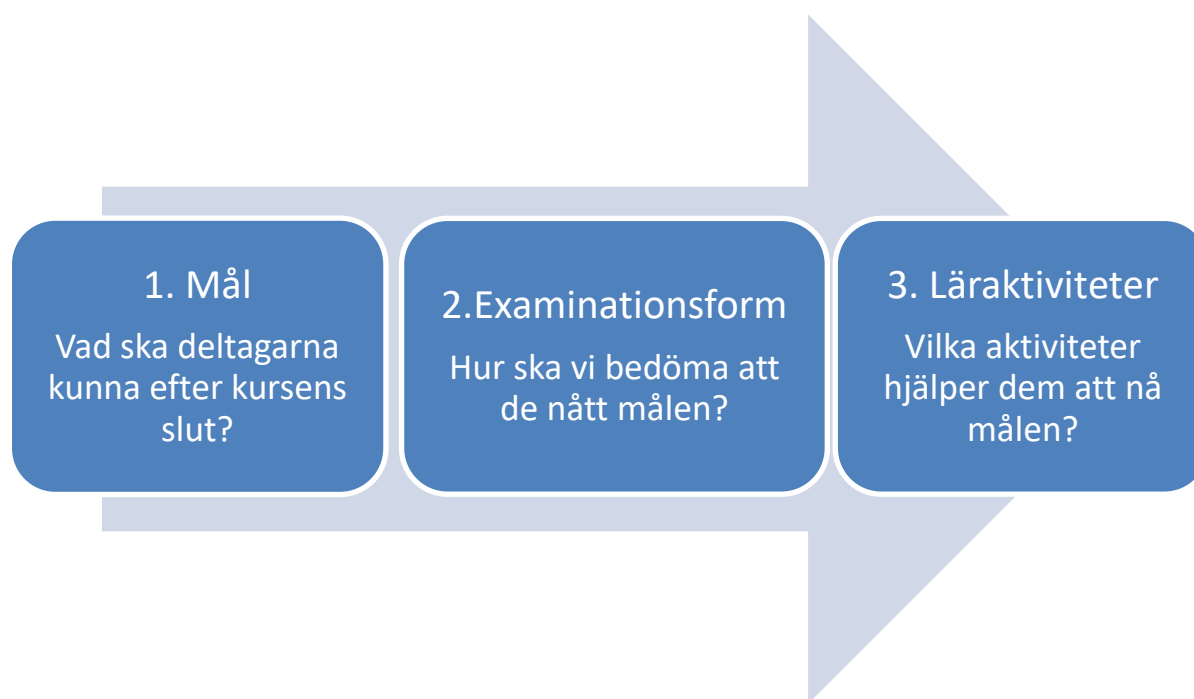 1. Mål
Vad ska deltagarna
kunna efter kursens
slut?
2.Examinationsform
Hur ska vi bedöma att
de nått målen?
3. Läraktiviteter
Vilka aktiviteter
hjälper dem att nå
målen?